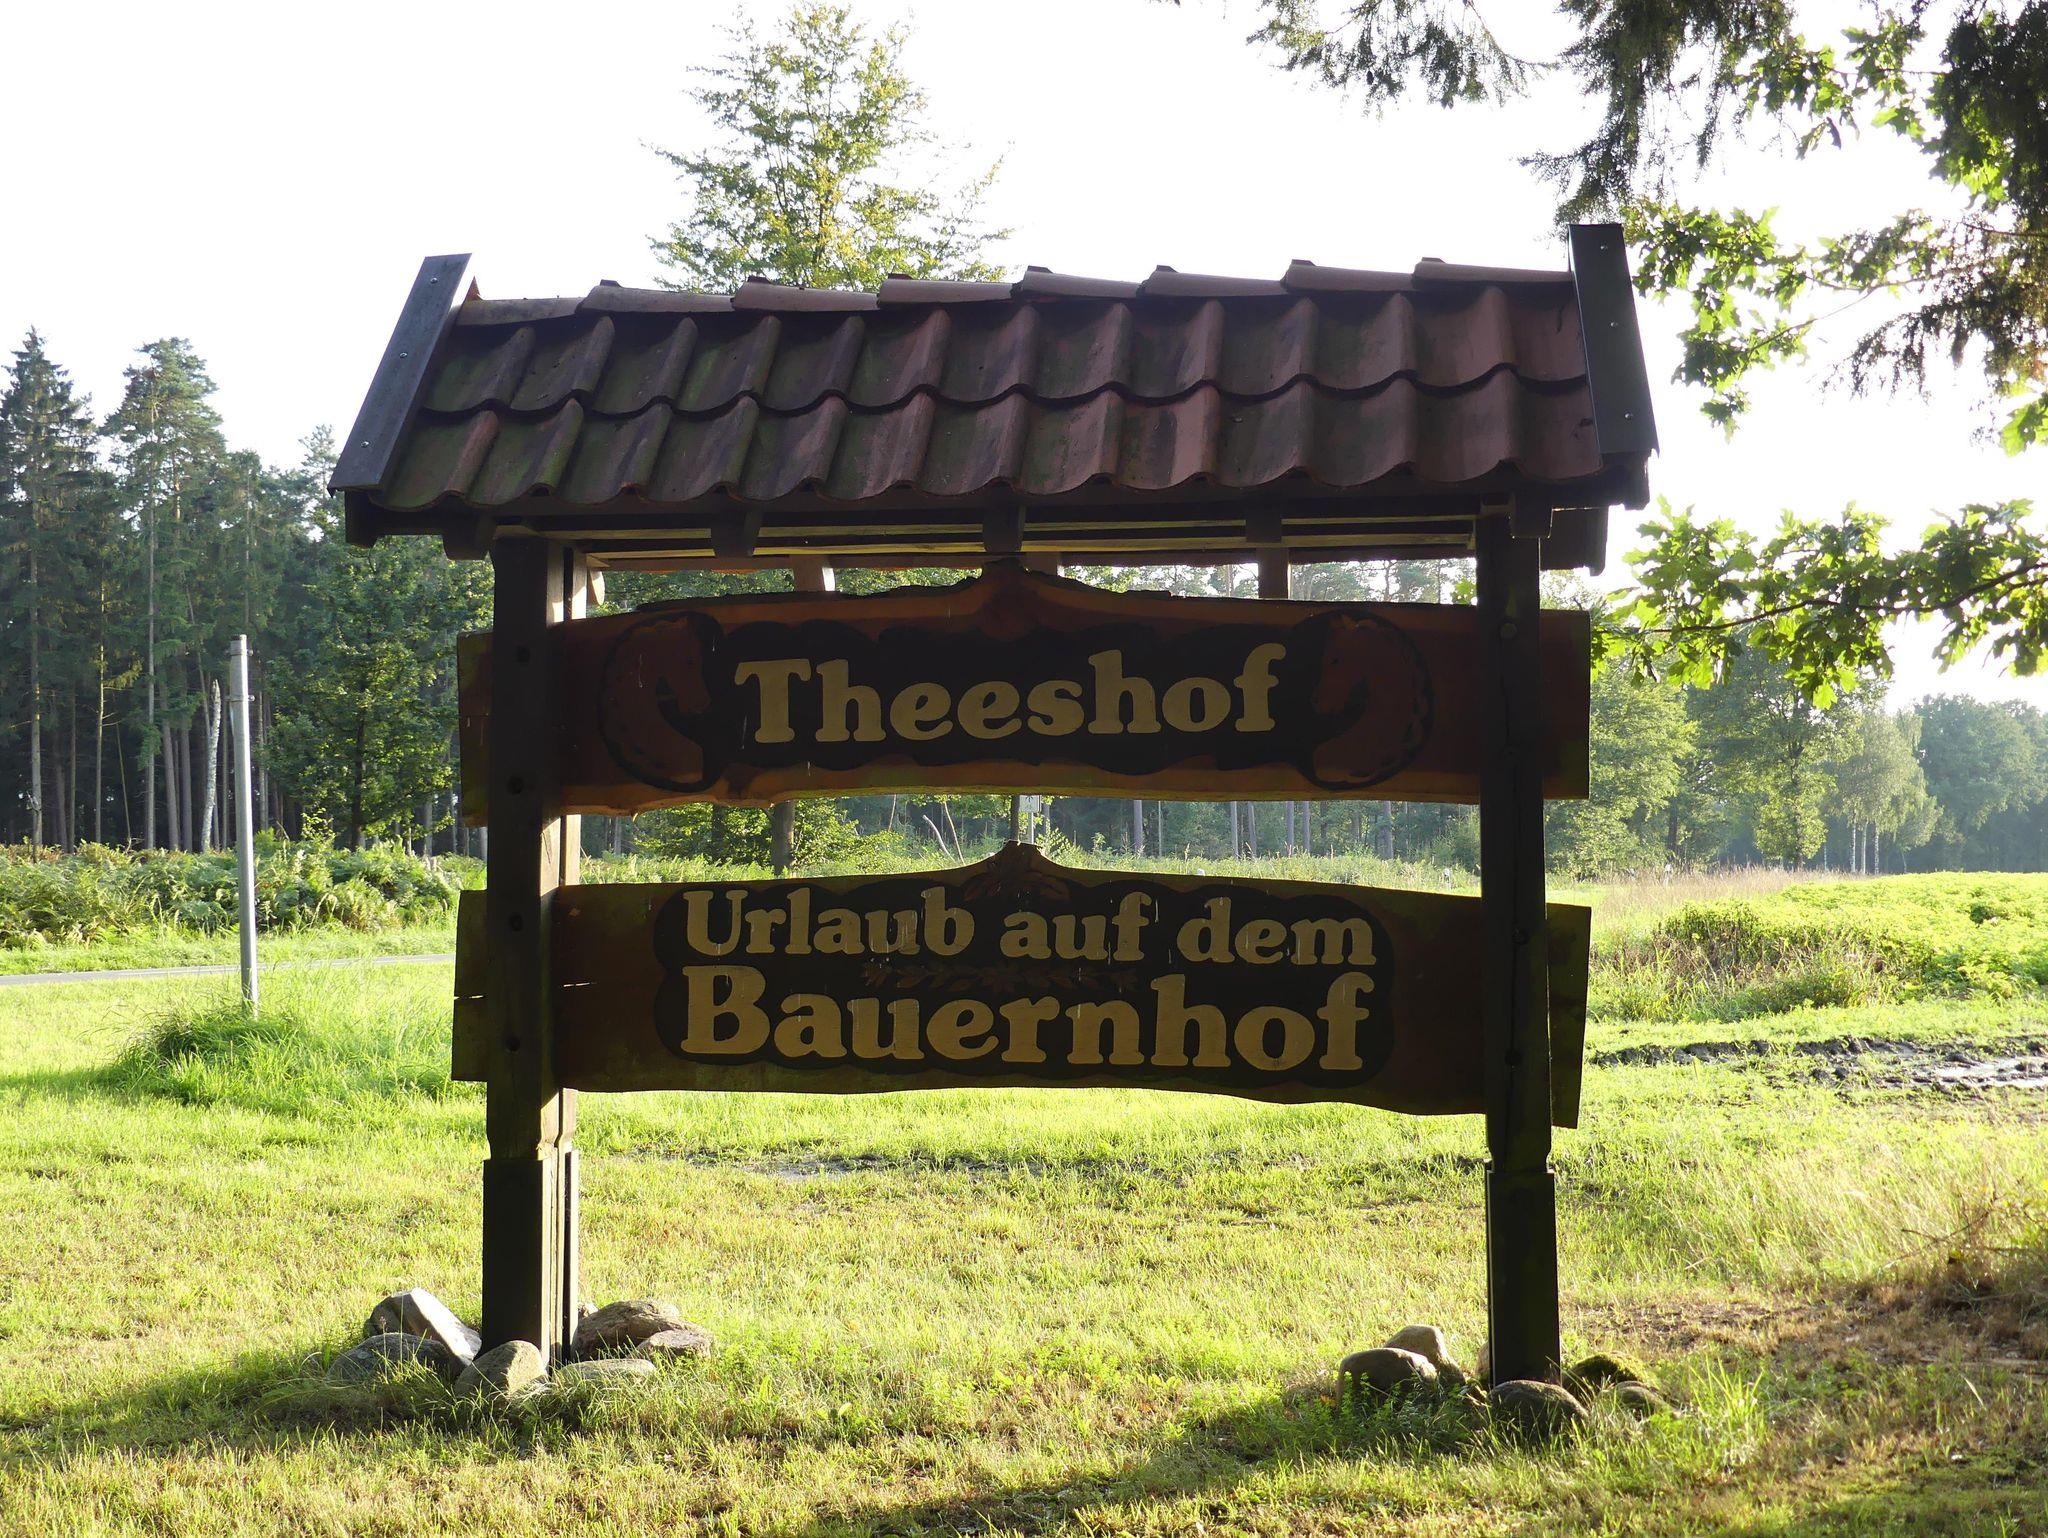 Theeshof
Urlaub auf dem
Bauernhof